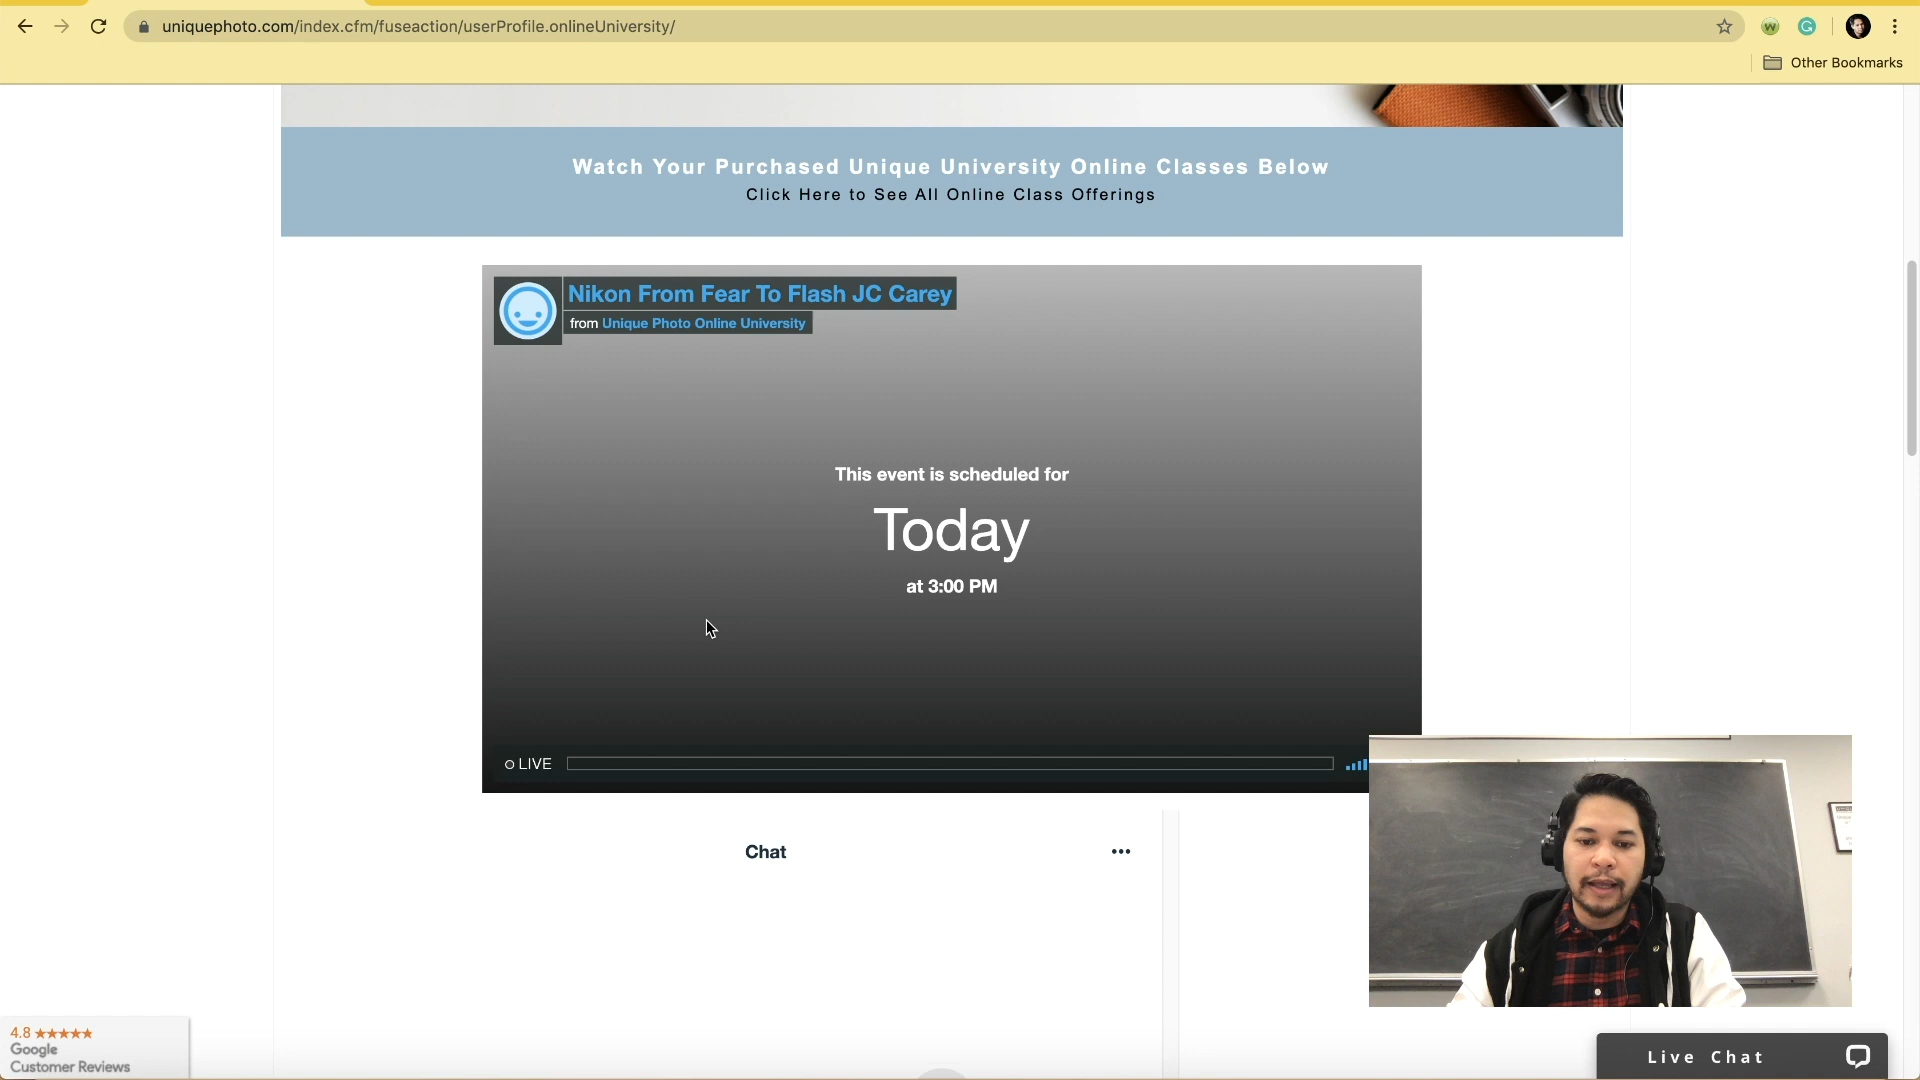 uniquephoto.com/index.cfm/fuseaction/userProfile.onlineUniversity/
Other Bookmarks
Watch Your Purchased Unique University Online Classes Below
Click Here to See All Online Class Offerings
Nikon From Fear To Flash JC Carey
from Unique Photo Online University
This event is scheduled for
Today
at 3:00 PM
LIVE
Chat
4.8
Google
Customer Reviews
Live Chat